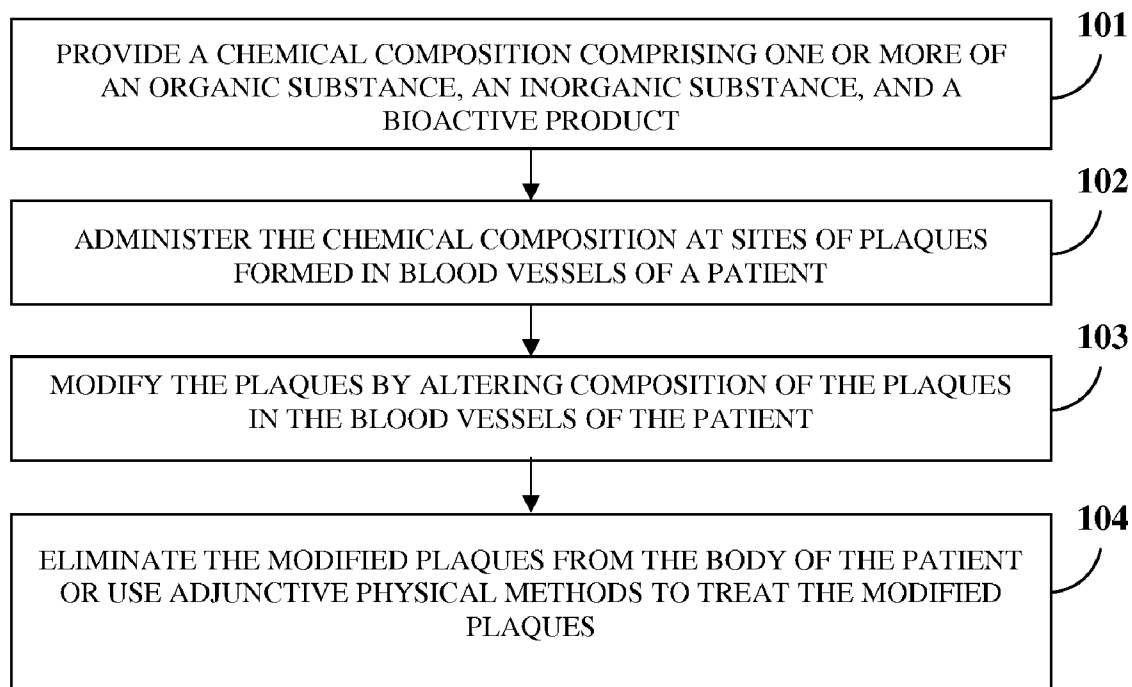 101
PROVIDE A CHEMICAL COMPOSITION COMPRISING ONE OR MORE OF
AN ORGANIC SUBSTANCE, AN INORGANIC SUBSTANCE, AND A
BIOACTIVE PRODUCT
102
ADMINISTER THE CHEMICAL COMPOSITION AT SITES OF PLAQUES
FORMED IN BLOOD VESSELS OF A PATIENT
103
MODIFY THE PLAQUES BY ALTERING COMPOSITION OF THE PLAQUES
IN THE BLOOD VESSELS OF THE PATIENT
104
ELIMINATE THE MODIFIED PLAQUES FROM THE BODY OF THE PATIENT
OR USE ADJUNCTIVE PHYSICAL METHODS TO TREAT THE MODIFIED
PLAQUES